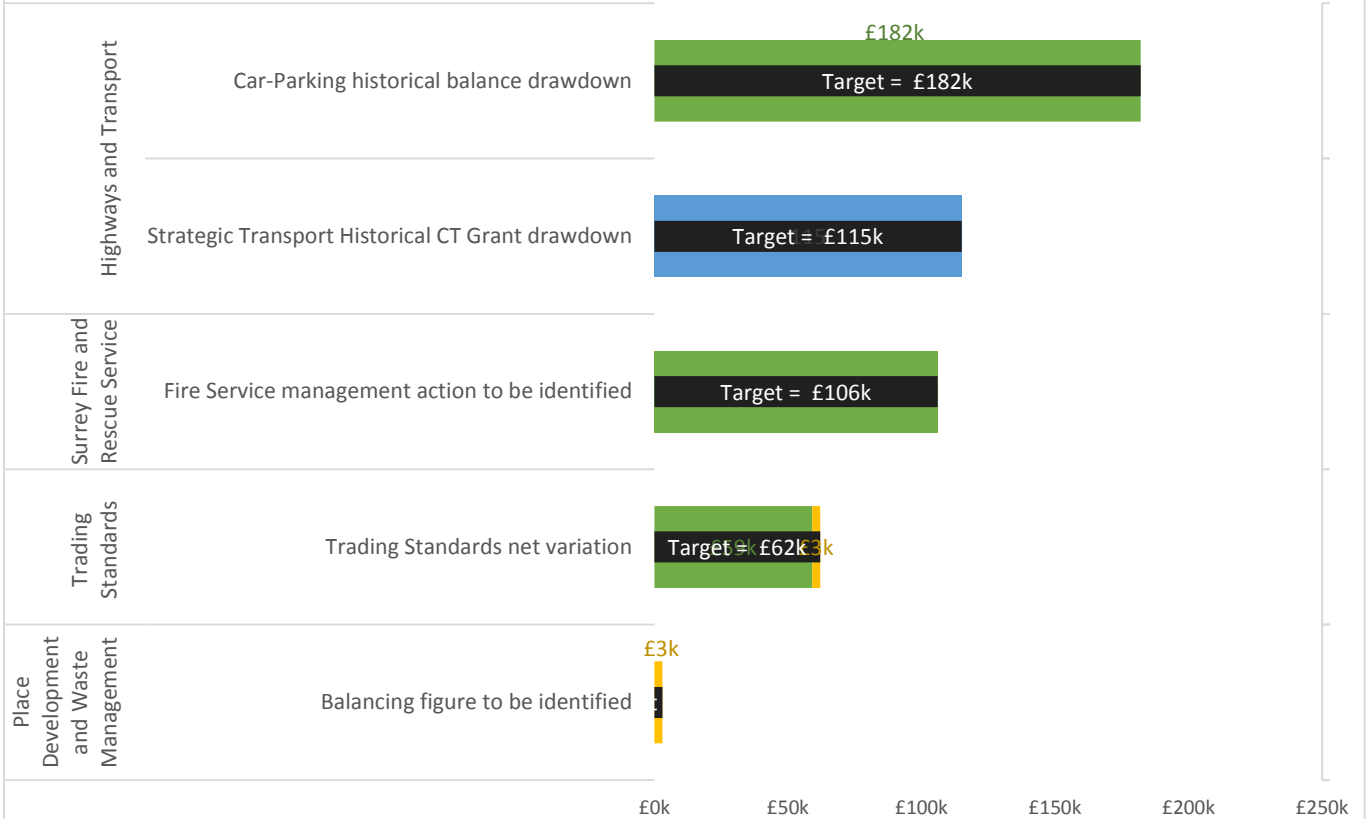 Highways and Transport
Car-Parking historical balance drawdown
£182k
Target = £182k
Strategic Transport Historical CT Grant drawdown
Target = £115k
Surrey Fire and
Rescue Service
Fire Service management action to be identified
Target = £106k
Trading
Standards
Trading Standards net variation
£59k
Target = £62k
£3k
Place
Development
and Waste
Management
Balancing figure to be identified
£3k
£0k £50k £100k £150k £200k £250k